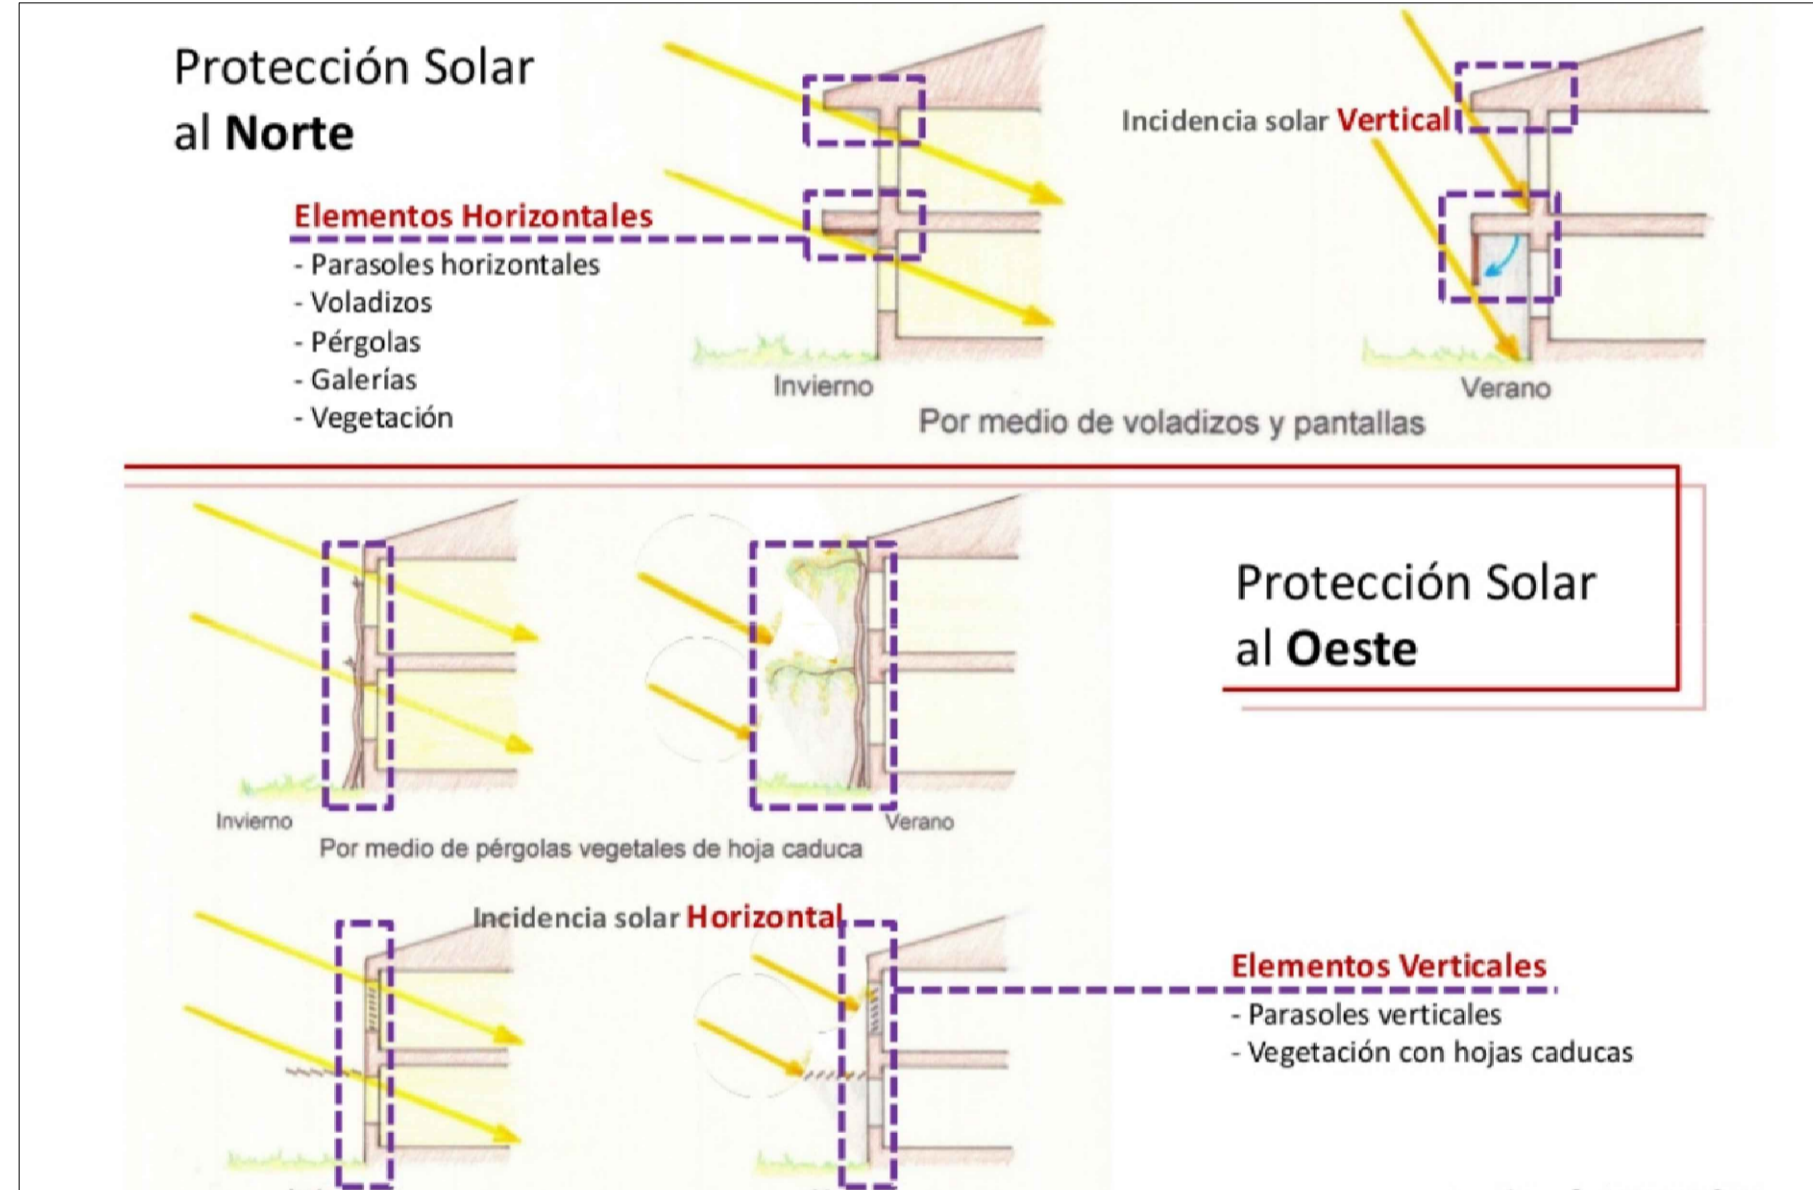 Protección Solar
al Norte
Incidencia solar Vertical
Elementos Horizontales
- Parasoles horizontales
- Voladizos
- Pérgolas
- Galerías
- Vegetación
Invierno
Verano
Por medio de voladizos y pantallas
Protección Solar
al Oeste
Invierno
Verano
Por medio de pérgolas vegetales de hoja caduca
Incidencia solar Horizontal
Elementos Verticales
- Parasoles verticales
- Vegetación con hojas caducas